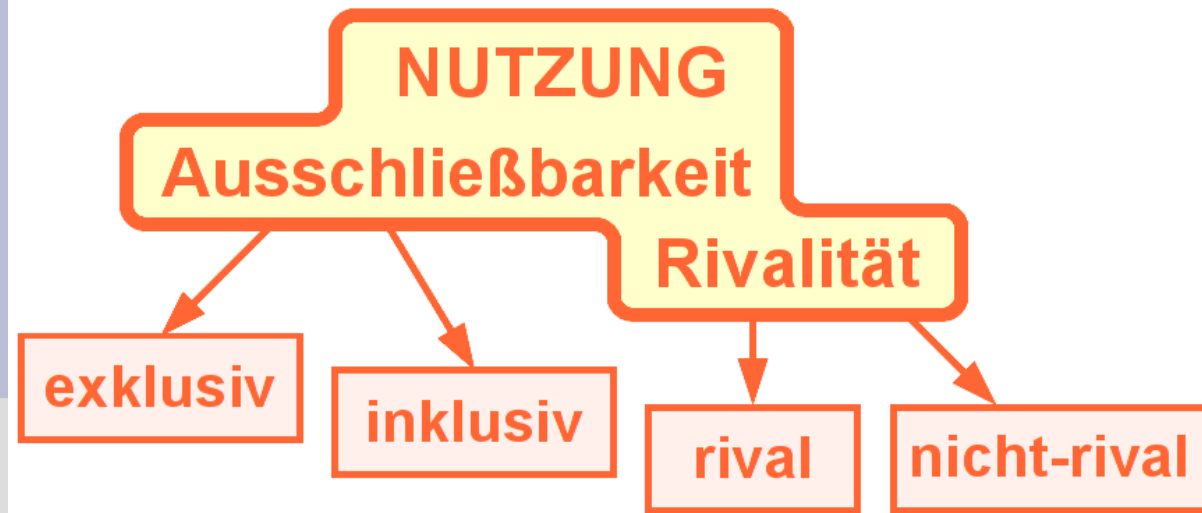 NUTZUNG
Ausschließbarkeit
Rivalität
exklusiv
inklusiv
rival
nicht-rival